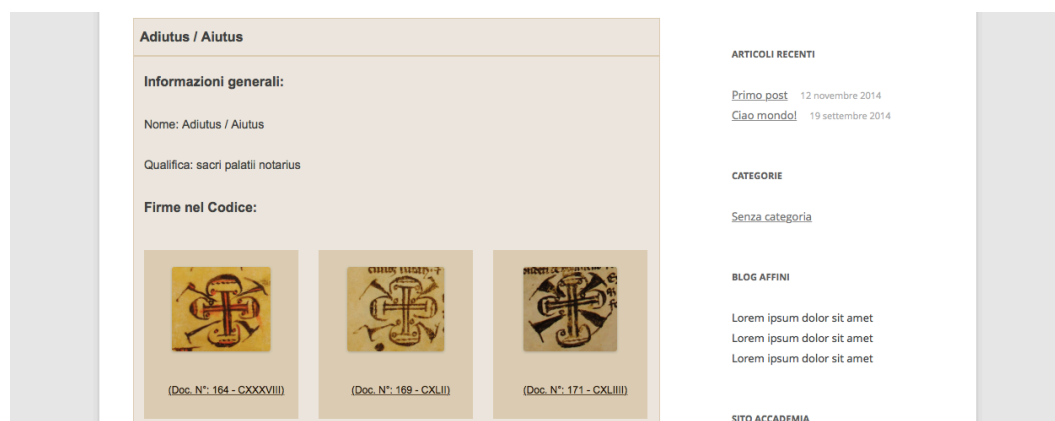 Adiutus / Aiutus
Informazioni generali:
Nome: Adiutus / Aiutus
Qualifica: sacri palatii notarius
Firme nel Codice:
(Doc. N°: 164 - CXXXVIII)
(Doc. N°: 169 - CXLII)
(Doc. N°: 171 - CXLIIII)
ARTICOLI RECENTI
Primo post 12 novembre 2014
Ciao mondo! 19 settembre 2014
CATEGORIE
Senza categoria
BLOG AFFINI
Lorem ipsum dolor sit amet
Lorem ipsum dolor sit amet
Lorem ipsum dolor sit amet
SITO ACCADEMIA